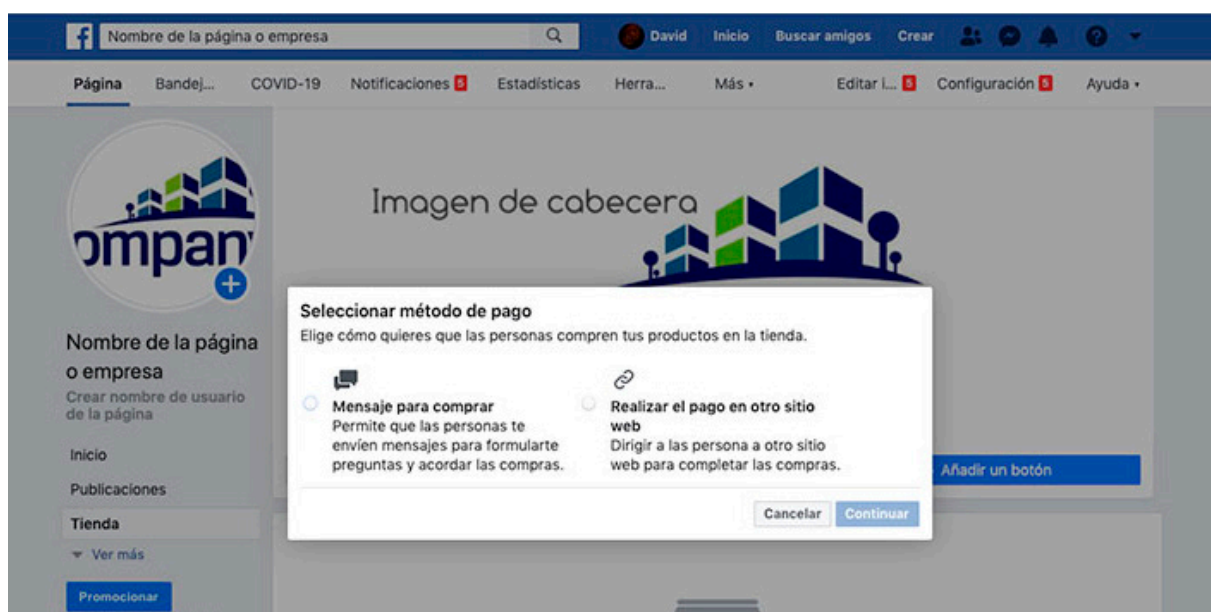 Nombre de la página o empresa
David Inicio Buscar amigos Crear
Página Bandej... COVID-19 Notificaciones 5 Estadísticas Herra... Más Editar i... 5 Configuración 5 Ayuda
ompany
Imagen de cabecera
Nombre de la página
o empresa
Crear nombre de usuario
de la página
Inicio
Publicaciones
Tienda
Ver más
Promocionar
Seleccionar método de pago
Elige cómo quieres que las personas compren tus productos en la tienda.
Mensaje para comprar
Permite que las personas te
envíen mensajes para formularte
preguntas y acordar las compras.
Realizar el pago en otro sitio
web
Dirigir a las persona a otro sitio
web para completar las compras.
Cancelar Continuar
Añadir un botón